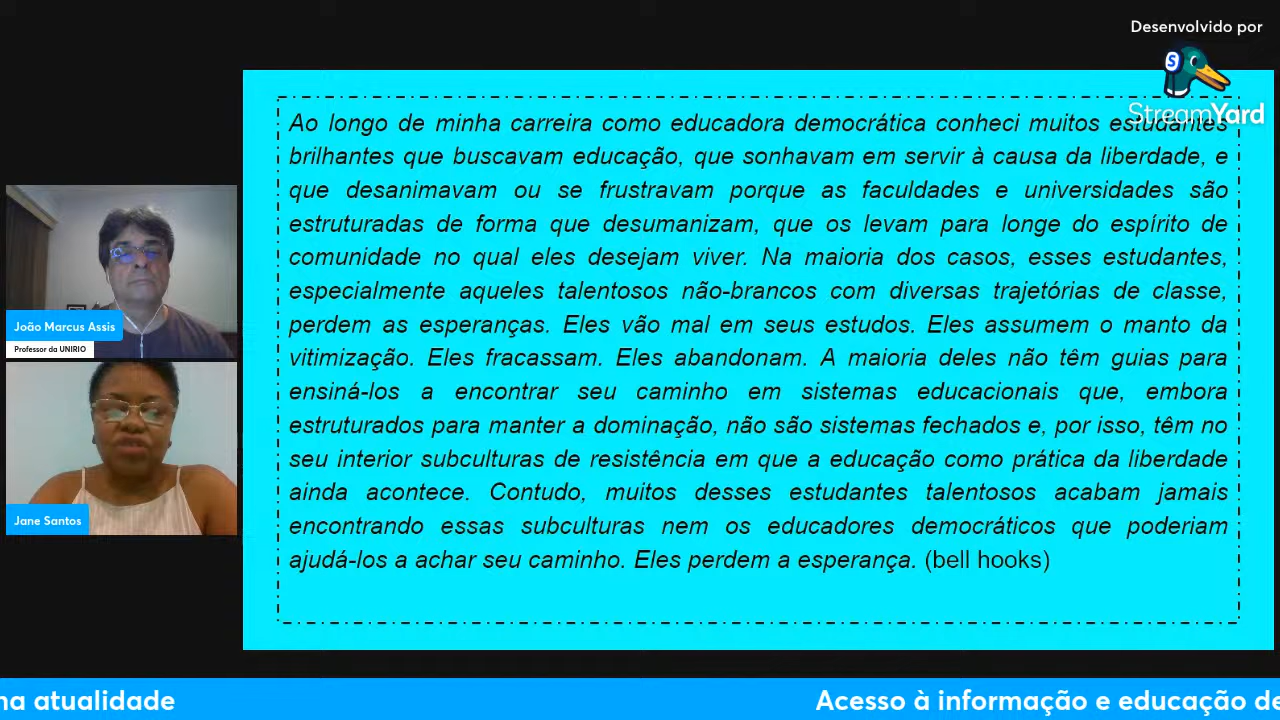 Desenvolvido por
StreamYard
Ao longo de minha carreira como educadora democrática conheci muitos estudantes
brilhantes que buscavam educação, que sonhavam em servir à causa da liberdade, e
que desanimavam ou se frustravam porque as faculdades e universidades são
estruturadas de forma que desumanizam, que os levam para longe do espírito de
comunidade no qual eles desejam viver. Na maioria dos casos, esses estudantes,
especialmente aqueles talentosos não-brancos com diversas trajetórias de classe,
perdem as esperanças. Eles vão mal em seus estudos. Eles assumem o manto da
vitimização. Eles fracassam. Eles abandonam. A maioria deles não têm guias para
ensiná-los a encontrar seu caminho em sistemas educacionais que, embora
estruturados para manter a dominação, não são sistemas fechados e, por isso, têm no
seu interior subculturas de resistência em que a educação como prática da liberdade
ainda acontece. Contudo, muitos desses estudantes talentosos acabam jamais
encontrando essas subculturas nem os educadores democráticos que poderiam
ajudá-los a achar seu caminho. Eles perdem a esperança. (bell hooks)
João Marcus Assis
Professor da UNIRIO
Jane Santos
na atualidade
Acesso à informação e educação de